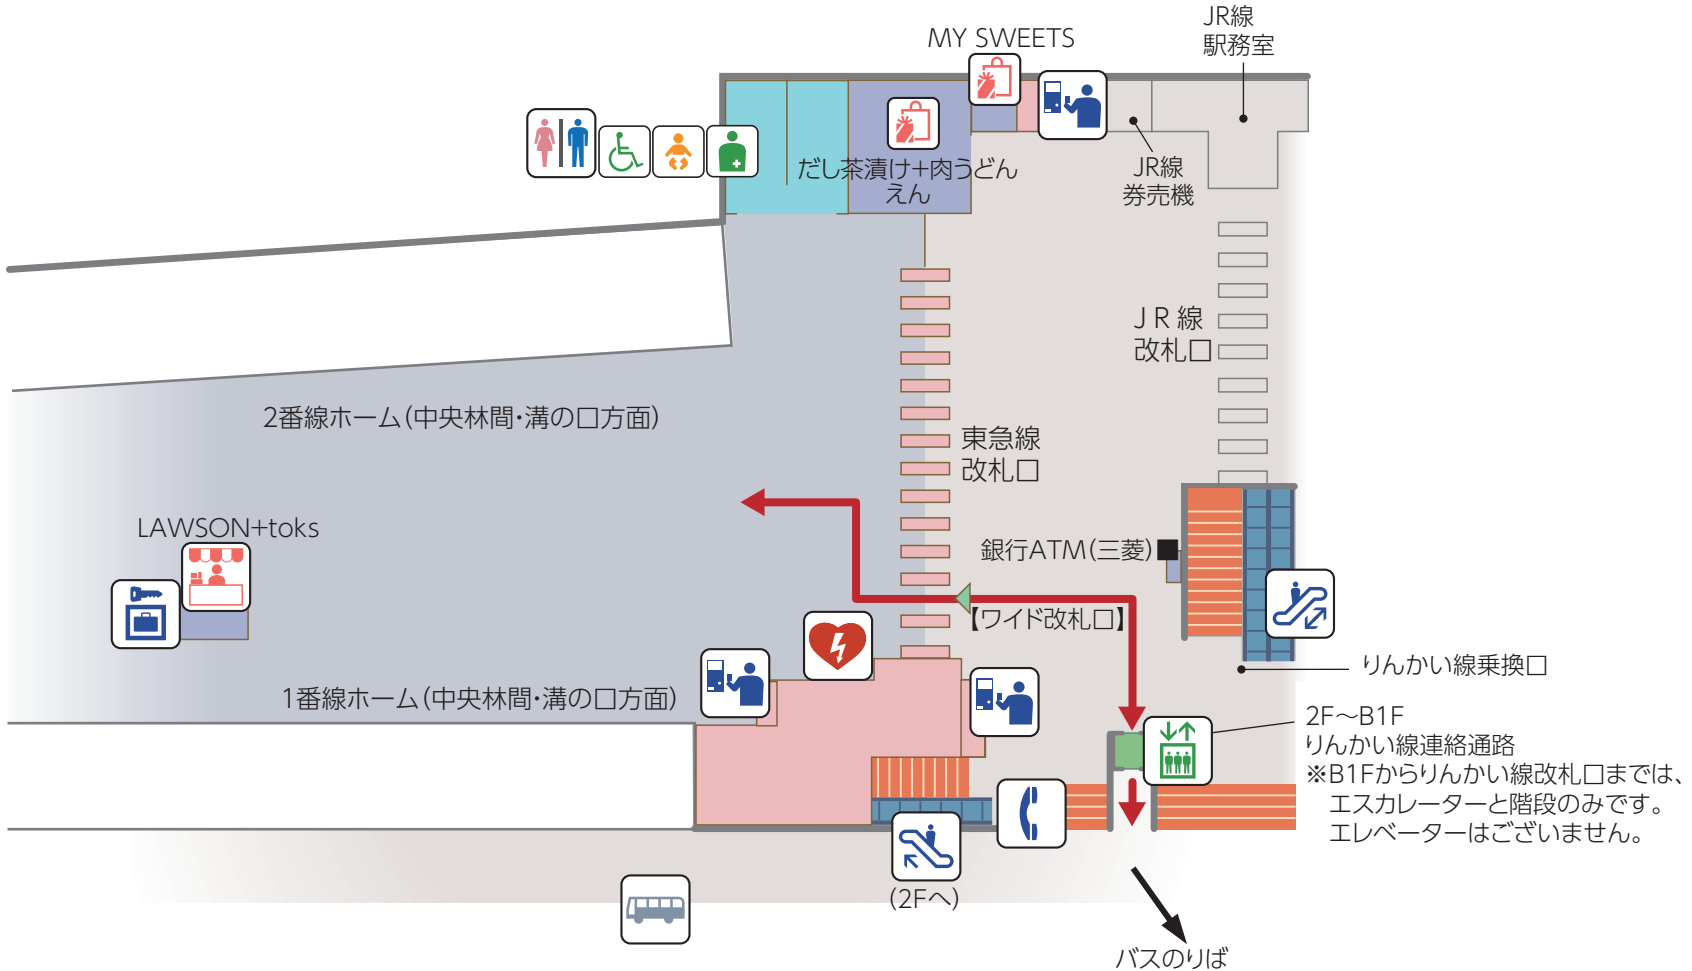 MY SWEETS
JR線
駅務室
だし茶漬け+肉うどん
えん
JR線
券売機
JR線
改札口
2番線ホーム(中央林間・溝の口方面)
東急線
改札口
LAWSON+toks
銀行ATM(三菱)
【ワイド改札口】
りんかい線乗換口
1番線ホーム(中央林間・溝の口方面)
2F〜B1F
りんかい線連絡通路
※B1Fからりんかい線改札口までは、
エスカレーターと階段のみです。
エレベーターはございません。
(2Fへ)
バスのりば